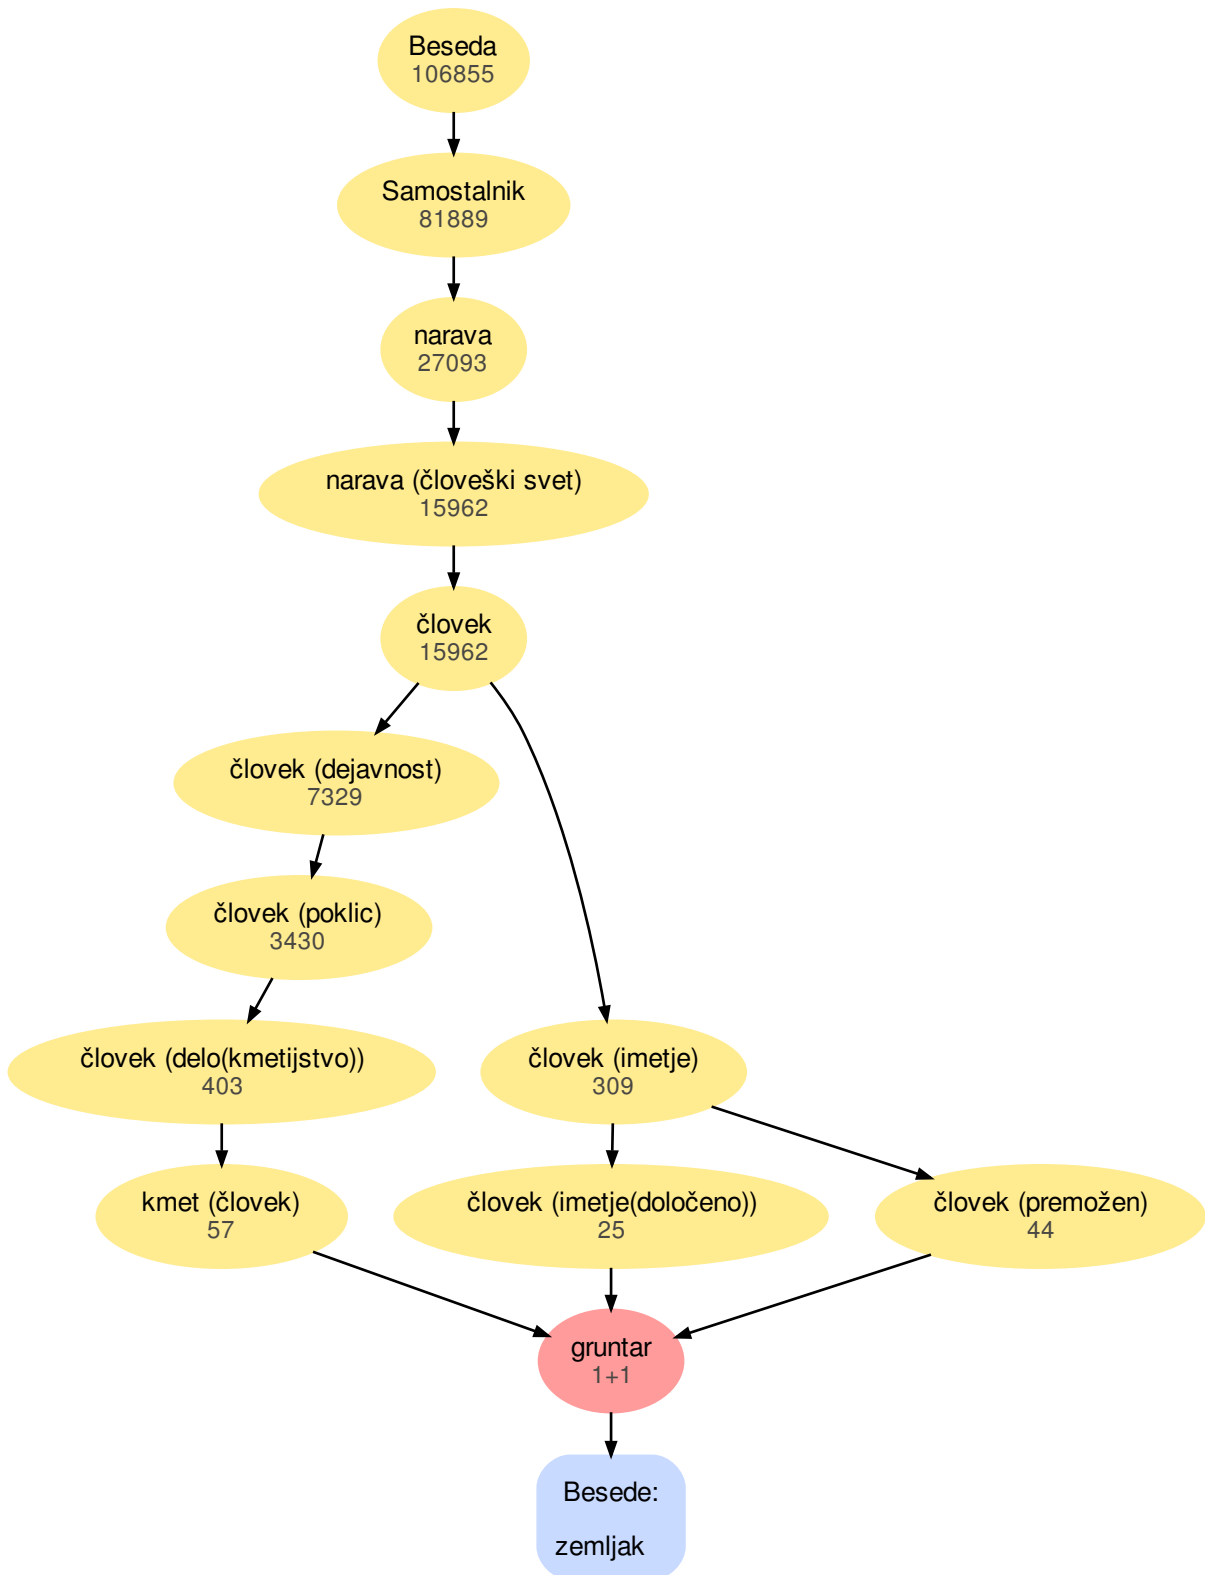 Beseda
106855
Samostalnik
81889
narava
27093
narava (človeški svet)
15962
človek
15962
človek (dejavnost)
7329
človek (poklic)
3430
človek (delo(kmetijstvo))
403
človek (imetje)
309
kmet (človek)
57
človek (imetje(določeno))
25
človek (premožen)
44
gruntar
1+1
Besede:
zemljak